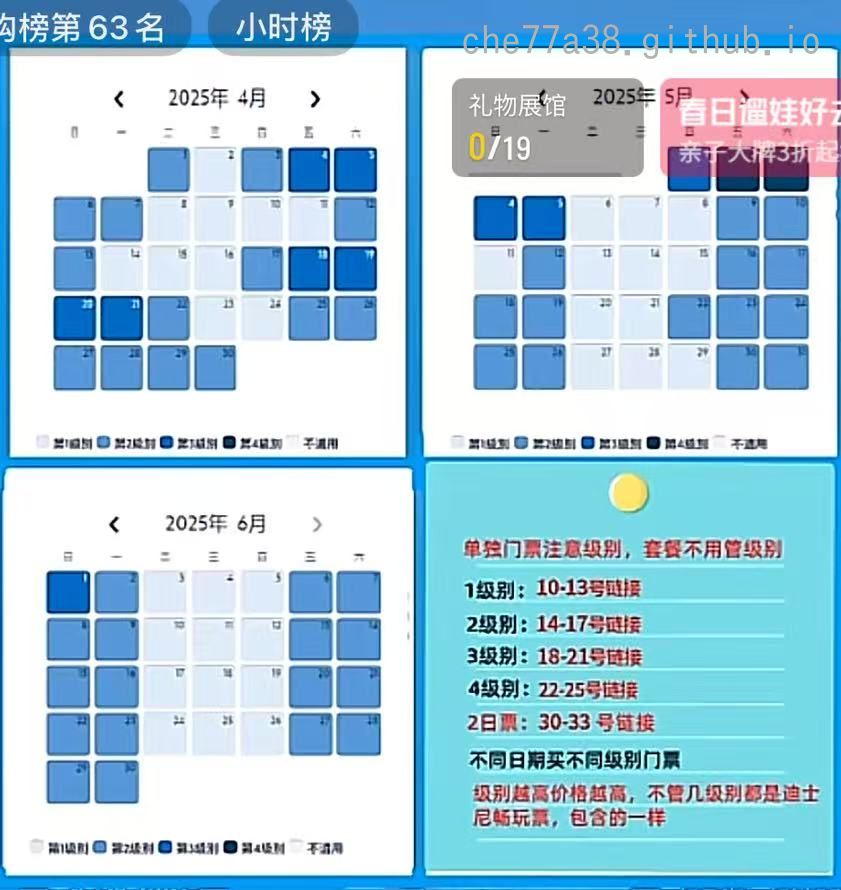 购榜第63名
小时榜
che77a38.github.io
2025年 4月
日 一 二 三 四 五 六
1 2 3 4 5
6 7 8 9 10 11 12
13 14 15 16 17 18 19
20 21 22 23 24 25 26
27 28 29 30
第1级别 第2级别 第3级别 第4级别 不适用
礼物展馆
0/19
2025年 5月
春日遛娃好去
亲子大牌3折起
日 一 二 三 四 五 六
4 5 6 7 8 9 10
11 12 13 14 15 16 17
18 19 20 21 22 23 24
25 26 27 28 29 30 31
第1级别 第2级别 第3级别 第4级别 不适用
2025年 6月
日 一 二 三 四 五 六
1 2 3 4 5 6 7
8 9 10 11 12 13 14
15 16 17 18 19 20 21
22 23 24 25 26 27 28
29 30
第1级别 第2级别 第3级别 第4级别 不适用
单独门票注意级别，套餐不用管级别
1级别：10-13号链接
2级别：14-17号链接
3级别：18-21号链接
4级别：22-25号链接
2日票：30-33 号链接
不同日期买不同级别门票
级别越高价格越高，不管几级别都是迪士
尼畅玩票，包含的一样